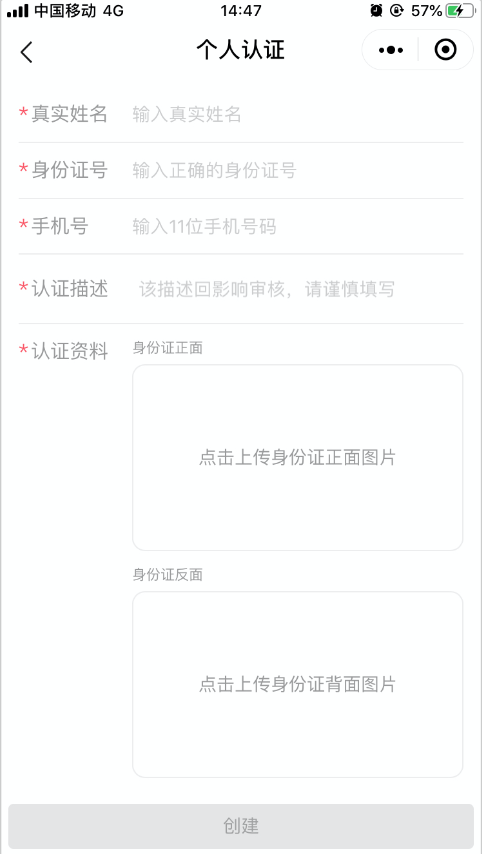 中国移动 4G 14:47 57%
个人认证
*真实姓名 输入真实姓名
*身份证号 输入正确的身份证号
*手机号 输入11位手机号码
*认证描述 该描述回影响审核，请谨慎填写
*认证资料 身份证正面
点击上传身份证正面图片
身份证反面
点击上传身份证背面图片
创建